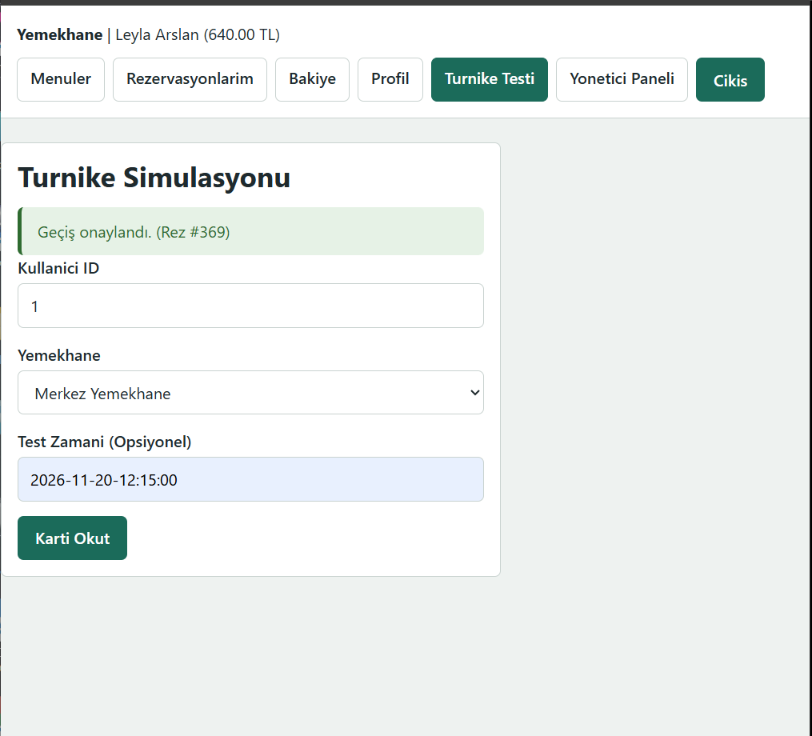 Yemekhane | Leyla Arslan (640.00 TL)
Menuler Rezervasyonlarim Bakiye Profil Turnike Testi Yonetici Paneli Cikis
Turnike Simulasyonu
Geçiş onaylandı. (Rez #369)
Kullanici ID
1
Yemekhane
Merkez Yemekhane
Test Zamani (Opsiyonel)
2026-11-20-12:15:00
Karti Okut